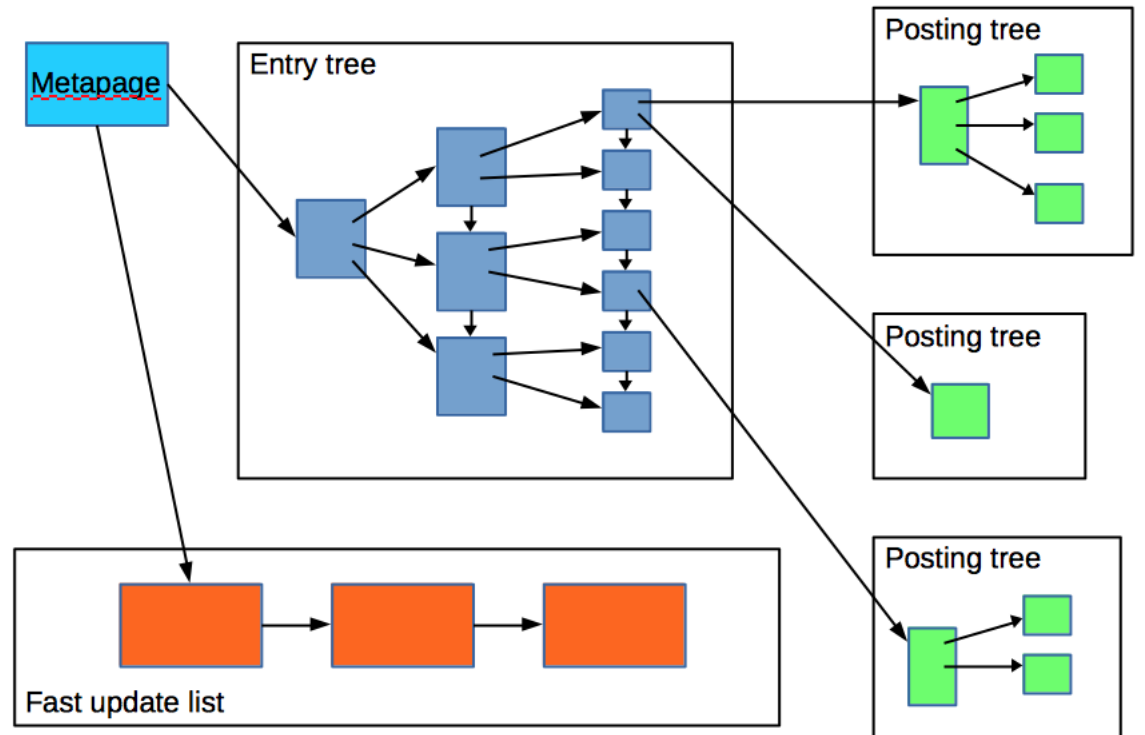 Metapage
Entry tree
Posting tree
Posting tree
Posting tree
Fast update list